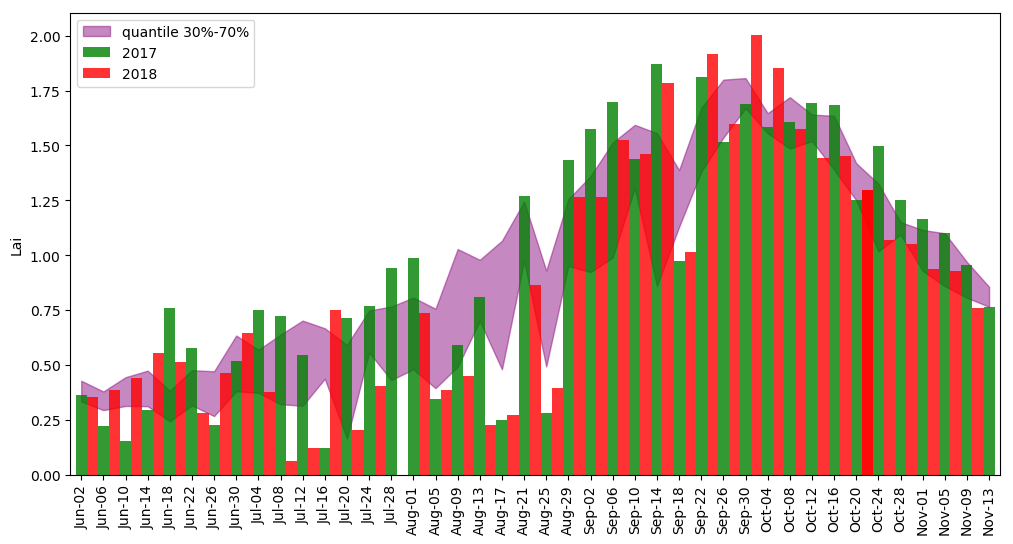 quantile 30%-70%
2017
2018
2.00
1.75
1.50
1.25
1.00
0.75
0.50
0.25
0.00
Lai
Jun-02
Jun-06
Jun-10
Jun-14
Jun-18
Jun-22
Jun-26
Jun-30
Jul-04
Jul-08
Jul-12
Jul-16
Jul-20
Jul-24
Jul-28
Aug-01
Aug-05
Aug-09
Aug-13
Aug-17
Aug-21
Aug-25
Aug-29
Sep-02
Sep-06
Sep-10
Sep-14
Sep-18
Sep-22
Sep-26
Sep-30
Oct-04
Oct-08
Oct-12
Oct-16
Oct-20
Oct-24
Oct-28
Nov-01
Nov-05
Nov-09
Nov-13